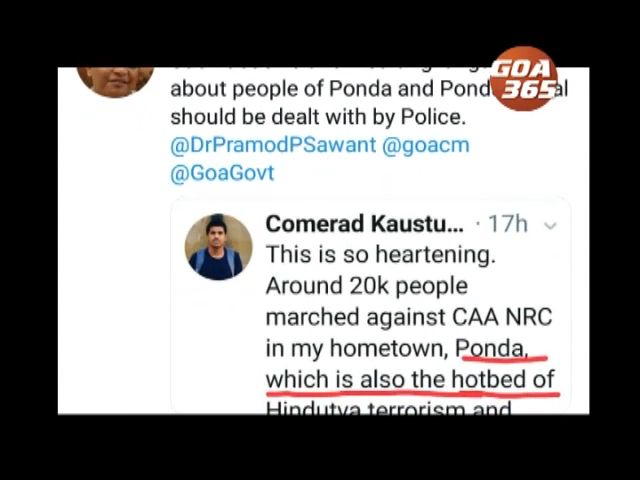 about people of Ponda and Pond
GOA 365
should be dealt with by Police.
@DrPramodPSawant @goacm
@GoaGovt
Comerad Kaustu... · 17h
This is so heartening.
Around 20k people
marched against CAA NRC
in my hometown, Ponda,
which is also the hotbed of
Hindutva terrorism and